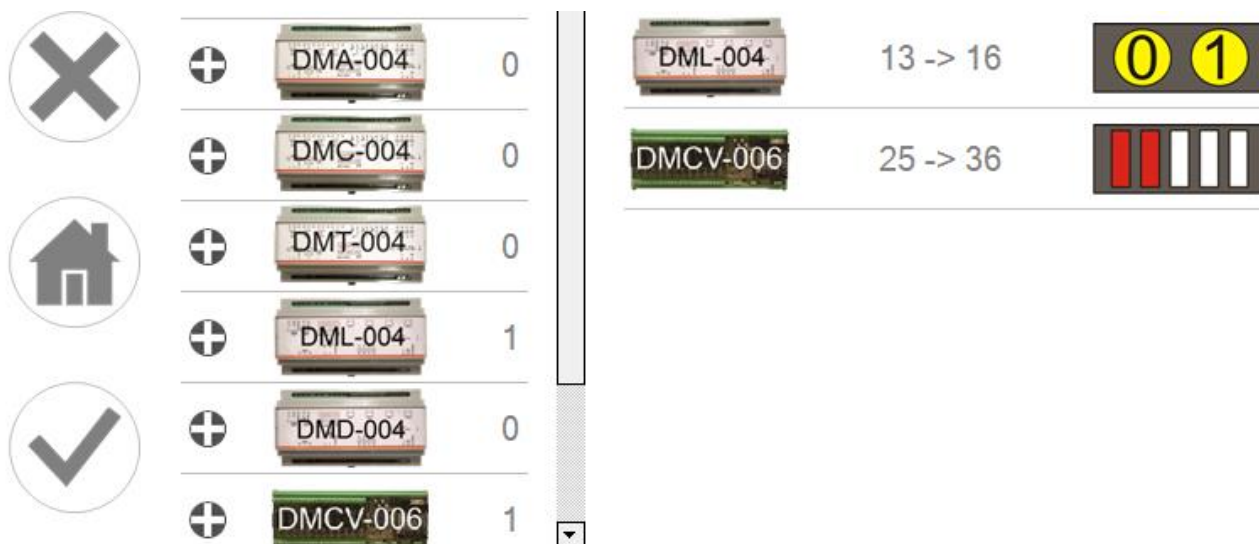 DMA-004 0
DMC-004 0
DMT-004 0
DML-004 1
DMD-004 0
DMCV-006 1
DML-004 13 -> 16 0 1
DMCV-006 25 -> 36